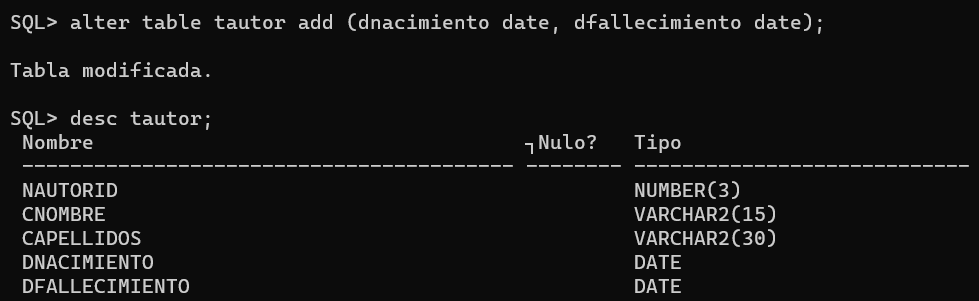 SQL> alter table tautor add (dnacimiento date, dfallecimiento date);
Tabla modificada.
SQL> desc tautor;
 Nombre                                    ┐Nulo?   Tipo
 ----------------------------------------- -------- ----------------------------
 NAUTORID                                           NUMBER(3)
 CNOMBRE                                            VARCHAR2(15)
 CAPELLIDOS                                         VARCHAR2(30)
 DNACIMIENTO                                        DATE
 DFALLECIMIENTO                                     DATE